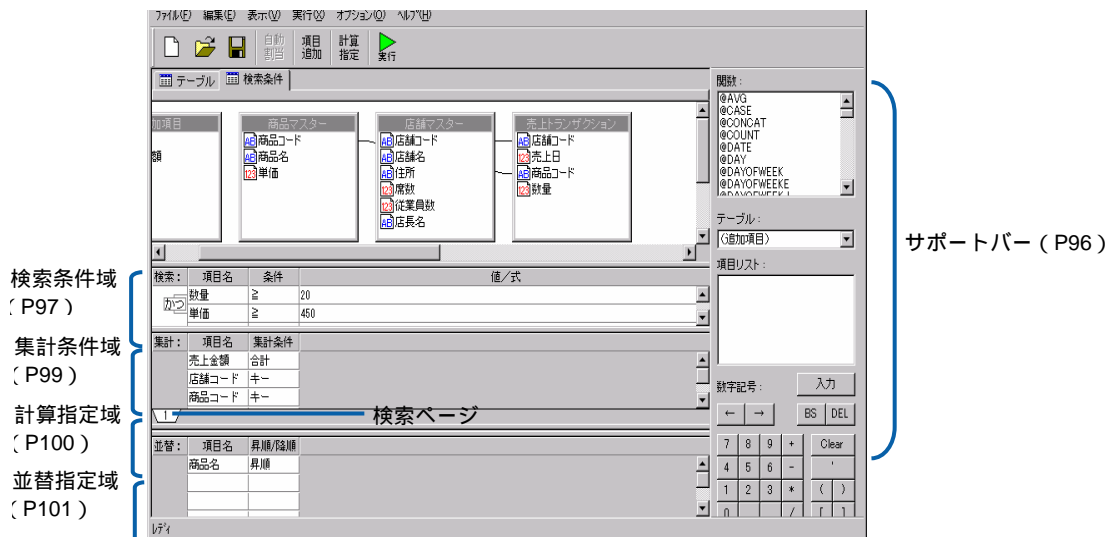 ﾌｧｲﾙ(F) 編集(E) 表示(V) 実行(X) オプション(O) ﾍﾙﾌﾟ(H)
自動割当 項目追加 計算指定 実行
テーブル 検索条件
加項目
額
商品マスター
商品コード
商品名
単価
店舗マスター
店舗コード
店舗名
住所
席数
従業員数
店長名
売上トランザクション
店舗コード
売上日
商品コード
数量
関数：
@AVG
@CASE
@CONCAT
@COUNT
@DATE
@DAY
@DAYOFWEEK
@DAYOFWEEKE
テーブル：
(追加項目)
項目リスト：
サポートバー（P96）
検索条件域
（P97）
集計条件域
（P99）
計算指定域
（P100）
並替指定域
（P101）
検索： 項目名 条件 値／式
かつ
数量 ≧ 20
単価 ≧ 450
集計： 項目名 集計条件
売上金額 合計
店舗コード キー
商品コード キー
1
検索ページ
並替： 項目名 昇順/降順
商品名 昇順
数字記号： 入力
← → BS DEL
7 8 9 + Clear
4 5 6 - '
1 2 3 * ( )
0 / [ ]
ﾚﾃﾞｨ